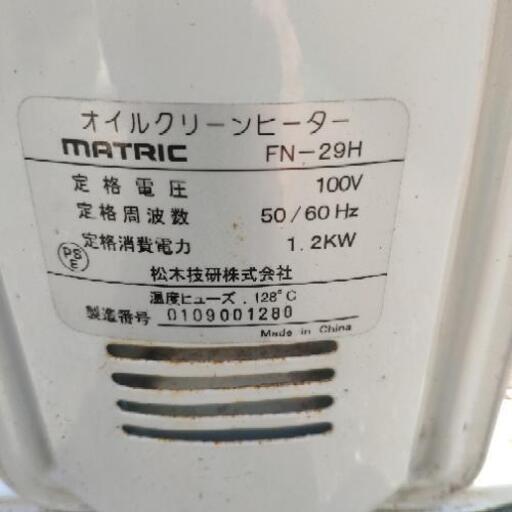 オイルクリーンヒーター
MATRIC FN-29H
定格電圧 100V
定格周波数 50/60Hz
定格消費電力 1.2KW
PSE
松木技研株式会社
温度ヒューズ.128°C
製造番号 0109001280
Made in China